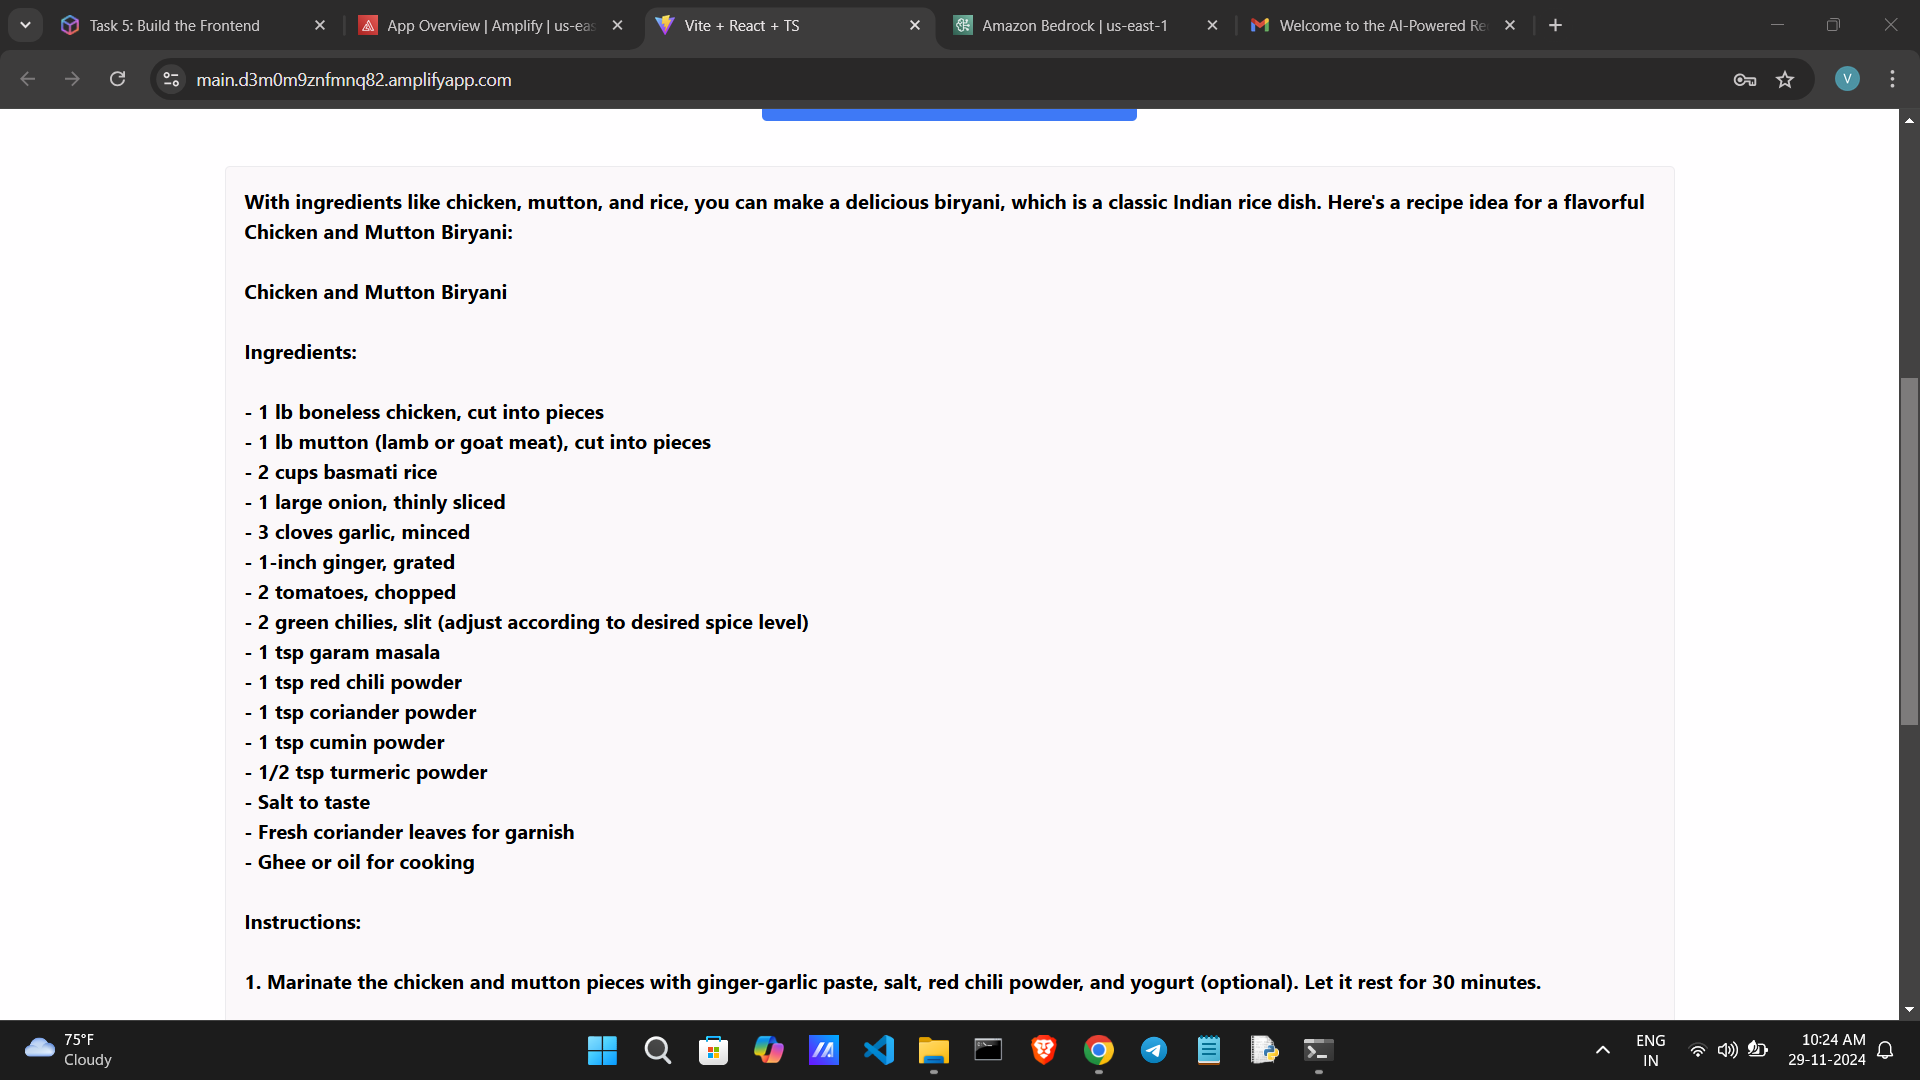 Task 5: Build the Frontend
App Overview | Amplify | us-eas
Vite + React + TS
Amazon Bedrock | us-east-1
Welcome to the AI-Powered Re
main.d3m0m9znfmnq82.amplifyapp.com
V
With ingredients like chicken, mutton, and rice, you can make a delicious biryani, which is a classic Indian rice dish. Here's a recipe idea for a flavorful
Chicken and Mutton Biryani:
Chicken and Mutton Biryani
Ingredients:
- 1 lb boneless chicken, cut into pieces
- 1 lb mutton (lamb or goat meat), cut into pieces
- 2 cups basmati rice
- 1 large onion, thinly sliced
- 3 cloves garlic, minced
- 1-inch ginger, grated
- 2 tomatoes, chopped
- 2 green chilies, slit (adjust according to desired spice level)
- 1 tsp garam masala
- 1 tsp red chili powder
- 1 tsp coriander powder
- 1 tsp cumin powder
- 1/2 tsp turmeric powder
- Salt to taste
- Fresh coriander leaves for garnish
- Ghee or oil for cooking
Instructions:
1. Marinate the chicken and mutton pieces with ginger-garlic paste, salt, red chili powder, and yogurt (optional). Let it rest for 30 minutes.
75°F
Cloudy
ENG
IN
10:24 AM
29-11-2024